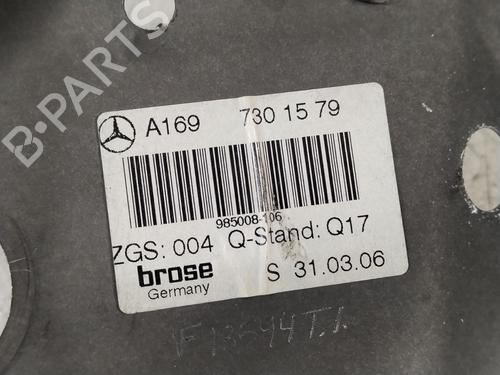 B-PARTS
A169 730 15 79
985008-106
ZGS: 004 Q-Stand: Q17
brose
Germany
S 31.03.06